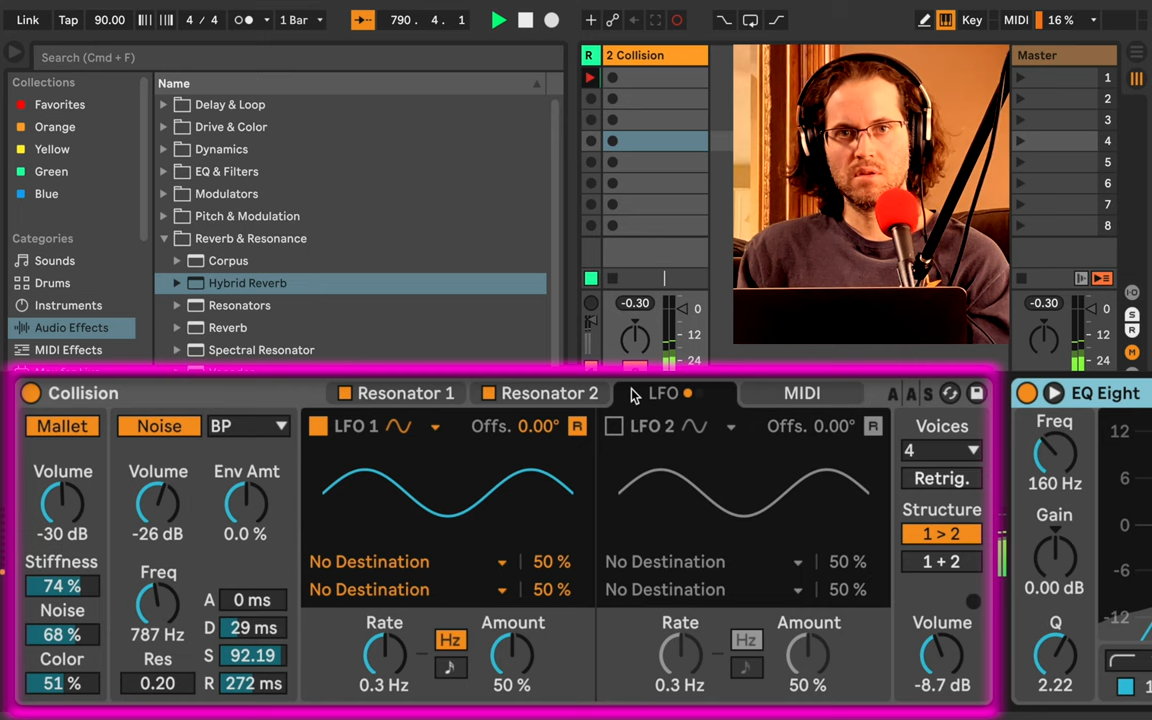 Link Tap 90.00 4 / 4 1 Bar 790. 4. 1 Key MIDI 16 %
Search (Cmd + F)
Collections
Favorites
Orange
Yellow
Green
Blue
Categories
Sounds
Drums
Instruments
Audio Effects
MIDI Effects
Name
Delay & Loop
Drive & Color
Dynamics
EQ & Filters
Modulators
Pitch & Modulation
Reverb & Resonance
Corpus
Hybrid Reverb
Resonators
Reverb
Spectral Resonator
R 2 Collision
-0.30
0
12
24
Master
1
2
3
4
5
6
7
8
-0.30
0
12
24
I-O
S
R
M
Collision Resonator 1 Resonator 2 LFO MIDI A A S
Mallet
Volume
-30 dB
Stiffness
74 %
Noise
68 %
Color
51 %
Noise BP
Volume Env Amt
-26 dB 0.0 %
Freq
787 Hz
Res
0.20
A 0 ms
D 29 ms
S 92.19
R 272 ms
LFO 1 Offs. 0.00° R
No Destination 50 %
No Destination 50 %
Rate Hz Amount
0.3 Hz 50 %
LFO 2 Offs. 0.00° R
No Destination 50 %
No Destination 50 %
Rate Hz Amount
0.3 Hz 50 %
Voices
4
Retrig.
Structure
1 > 2
1 + 2
Volume
-8.7 dB
EQ Eight
Freq
160 Hz
Gain
0.00 dB
Q
2.22
12
6
0
-6
-12
1